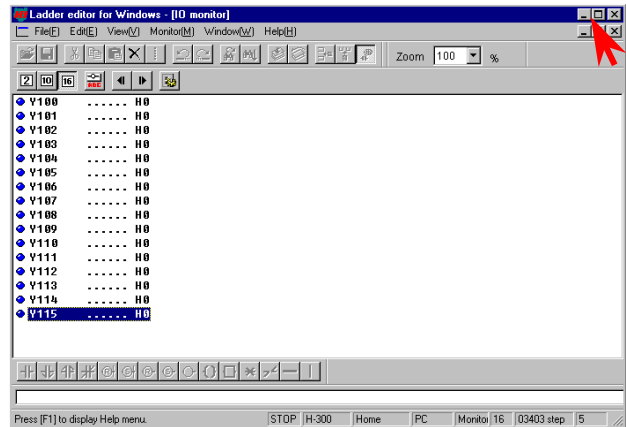 Ladder editor for Windows - [IO monitor]
File(F) Edit(E) View(V) Monitor(M) Window(W) Help(H)
Zoom 100 %
2 10 16 ABC
Y100 ...... H0
Y101 ...... H0
Y102 ...... H0
Y103 ...... H0
Y104 ...... H0
Y105 ...... H0
Y106 ...... H0
Y107 ...... H0
Y108 ...... H0
Y109 ...... H0
Y110 ...... H0
Y111 ...... H0
Y112 ...... H0
Y113 ...... H0
Y114 ...... H0
Y115 ...... H0
Press [F1] to display Help menu. STOP H-300 Home PC Monitor 16 03403 step 5